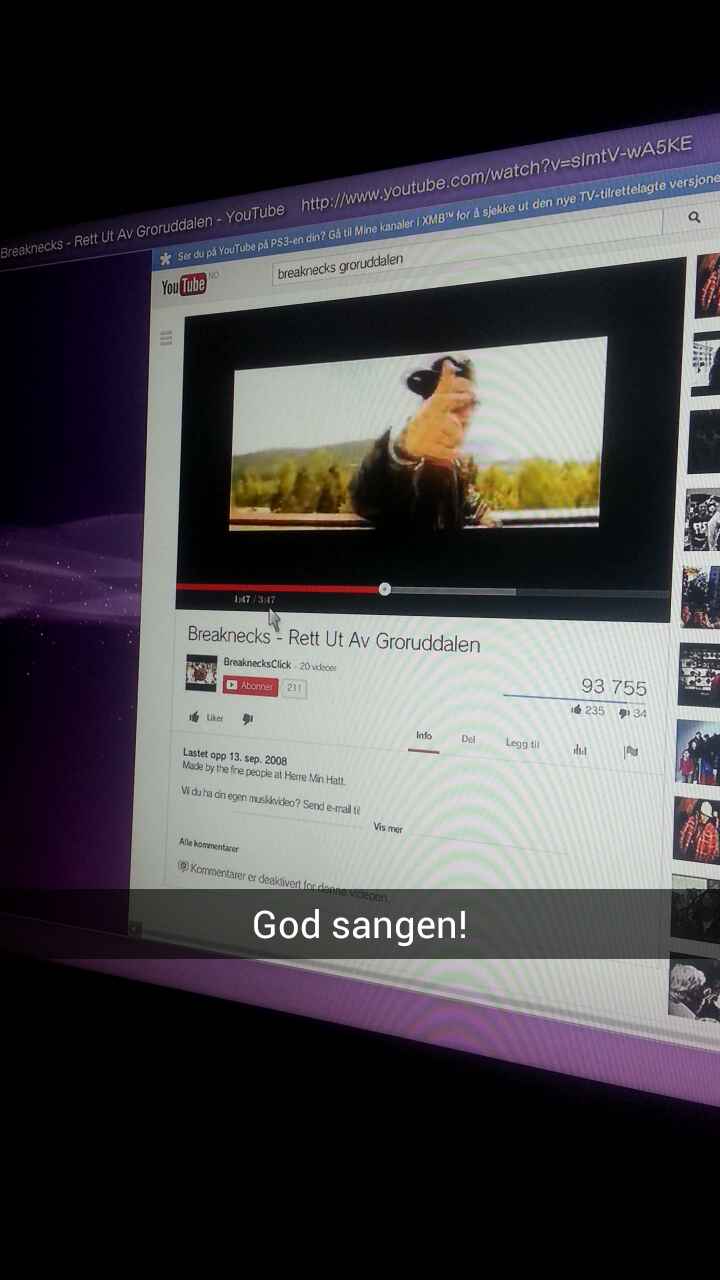 Breaknecks - Rett Ut Av Groruddalen - YouTube http://www.youtube.com/watch?v=sImtV-wA5KE
Ser du på YouTube på PS3-en din? Gå til Mine kanaler i XMB™ for å sjekke ut den nye TV-tilrettelagte versjone
YouTube NO
breaknecks groruddalen
1:47 / 3:47
Breaknecks - Rett Ut Av Groruddalen
BreaknecksClick - 20 videoer
Abonner 211
93 755
235 34
Liker
Info Del Legg til
Lastet opp 13. sep. 2008
Made by the fine people at Herre Min Hatt.
Vil du ha din egen musikkvideo? Send e-mail til
Vis mer
Alle kommentarer
Kommentarer er deaktivert for denne videoen.
God sangen!